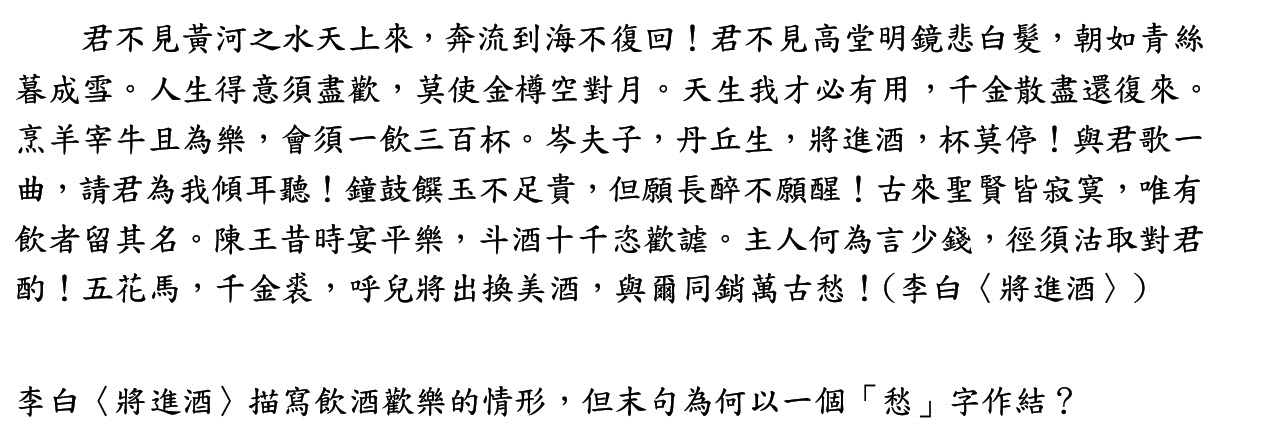 君不見黃河之水天上來，奔流到海不復回！君不見高堂明鏡悲白髮，朝如青絲
暮成雪。人生得意須盡歡，莫使金樽空對月。天生我才必有用，千金散盡還復來。
烹羊宰牛且為樂，會須一飲三百杯。岑夫子，丹丘生，將進酒，杯莫停！與君歌一
曲，請君為我傾耳聽！鐘鼓饌玉不足貴，但願長醉不願醒！古來聖賢皆寂寞，唯有
飲者留其名。陳王昔時宴平樂，斗酒十千恣歡謔。主人何為言少錢，徑須沽取對君
酌！五花馬，千金裘，呼兒將出換美酒，與爾同銷萬古愁！(李白〈將進酒〉)
李白〈將進酒〉描寫飲酒歡樂的情形，但末句為何以一個「愁」字作結？